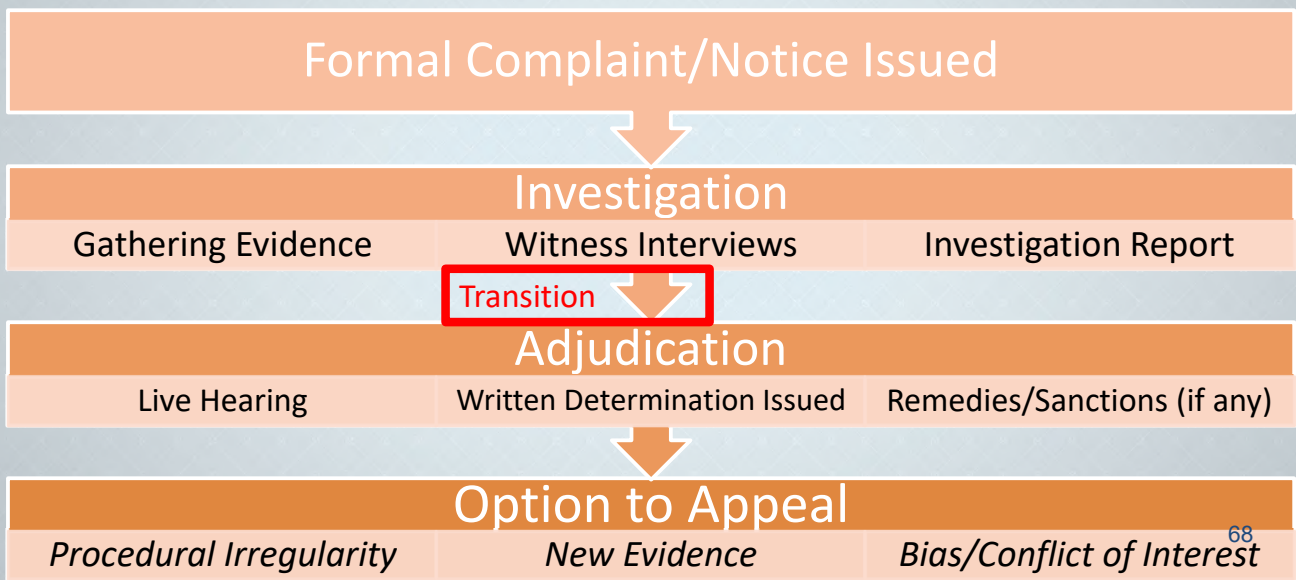 Formal Complaint/Notice Issued
Investigation
Gathering Evidence
Witness Interviews
Investigation Report
Transition
Adjudication
Live Hearing
Written Determination Issued
Remedies/Sanctions (if any)
Option to Appeal
Procedural Irregularity
New Evidence
Bias/Conflict of Interest
68